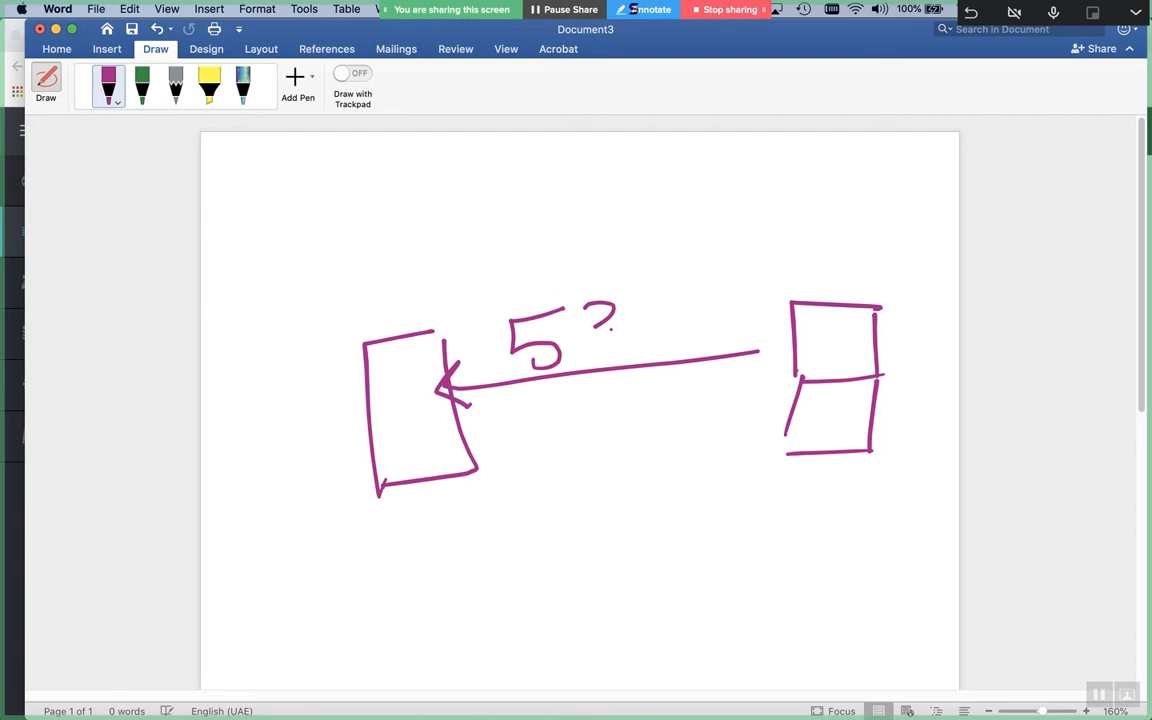 Word File Edit View Insert Format Tools Table
You are sharing this screen Pause Share Annotate Stop sharing
100%
Document3
Search in Document
Home Insert Draw Design Layout References Mailings Review View Acrobat
Share
Draw
Add Pen
OFF
Draw with
Trackpad
5?
Page 1 of 1 0 words English (UAE)
Focus
160%